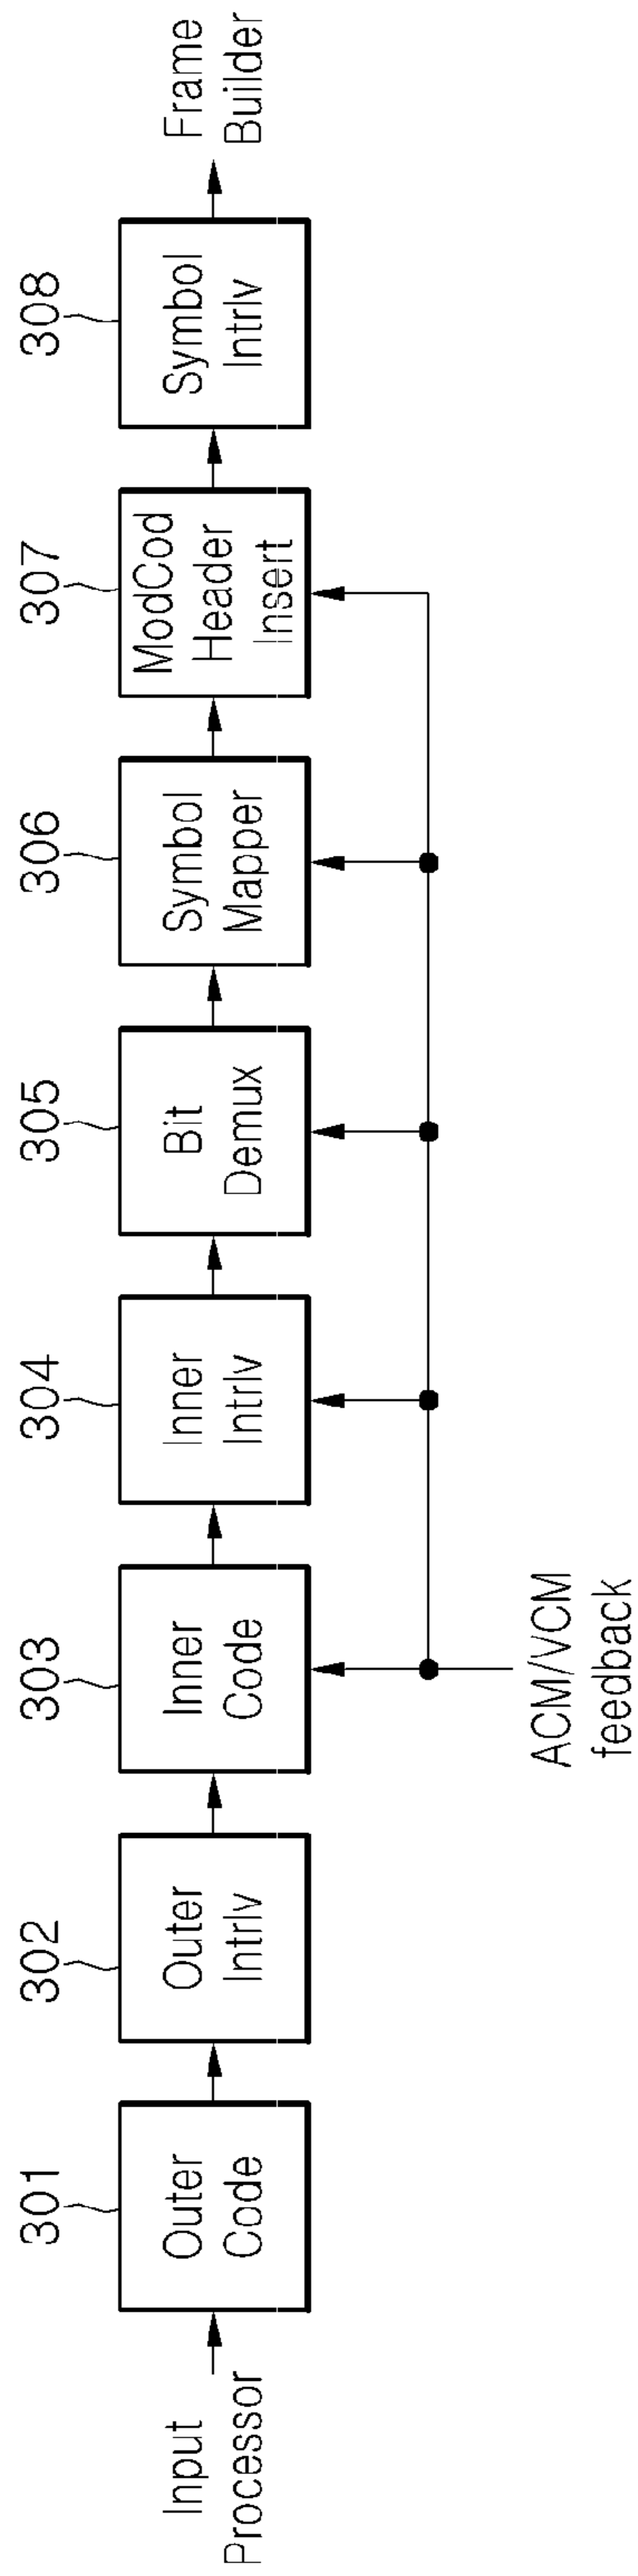 301
302
303
304
305
306
307
308
Input
Processor
Outer
Code
Outer
Intrlv
Inner
Code
Inner
Intrlv
Bit
Demux
Symbol
Mapper
ModCod
Header
Insert
Symbol
Intrlv
Frame
Builder
ACM/VCM
feedback